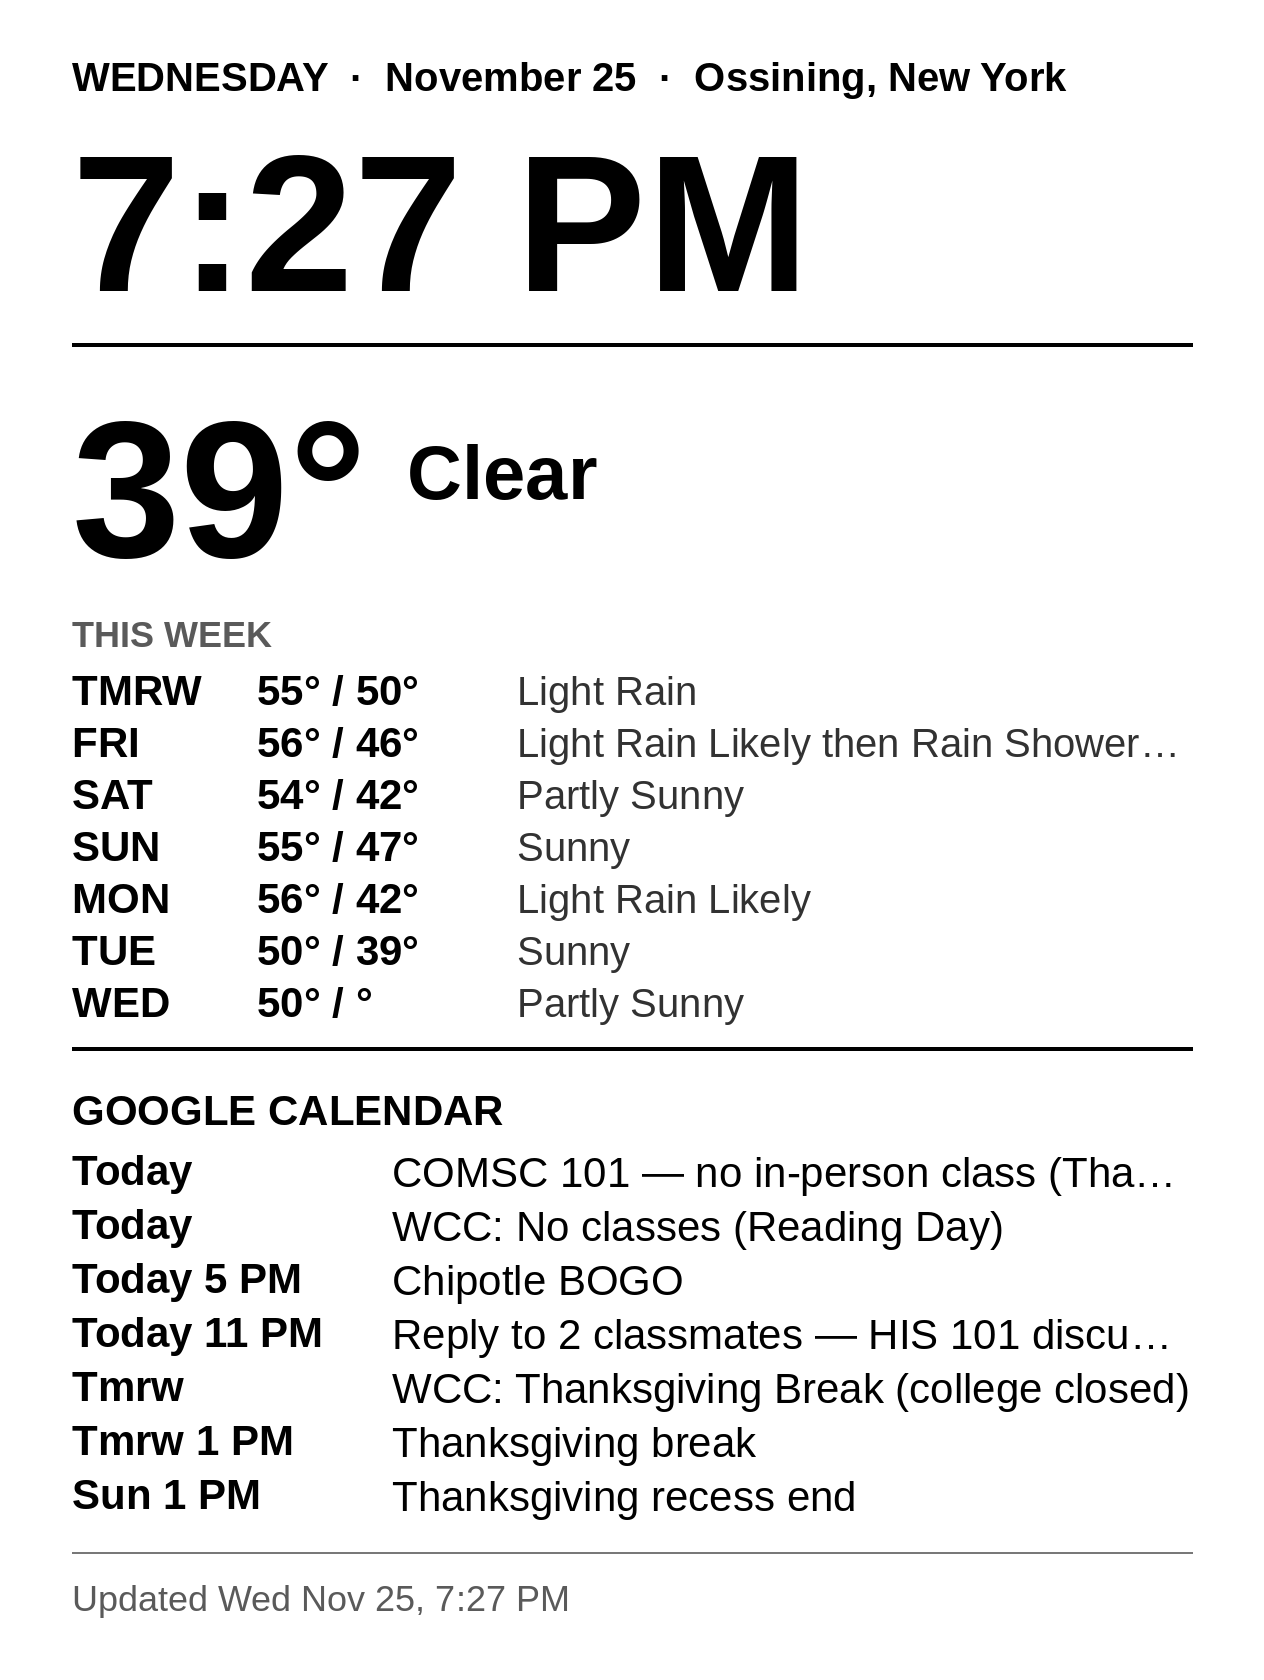 WEDNESDAY · November 25 · Ossining, New York
7:27 PM
39° Clear
THIS WEEK
TMRW 55° / 50° Light Rain
FRI 56° / 46° Light Rain Likely then Rain Shower…
SAT 54° / 42° Partly Sunny
SUN 55° / 47° Sunny
MON 56° / 42° Light Rain Likely
TUE 50° / 39° Sunny
WED 50° / ° Partly Sunny
GOOGLE CALENDAR
Today COMSC 101 — no in-person class (Tha…
Today WCC: No classes (Reading Day)
Today 5 PM Chipotle BOGO
Today 11 PM Reply to 2 classmates — HIS 101 discu…
Tmrw WCC: Thanksgiving Break (college closed)
Tmrw 1 PM Thanksgiving break
Sun 1 PM Thanksgiving recess end
Updated Wed Nov 25, 7:27 PM